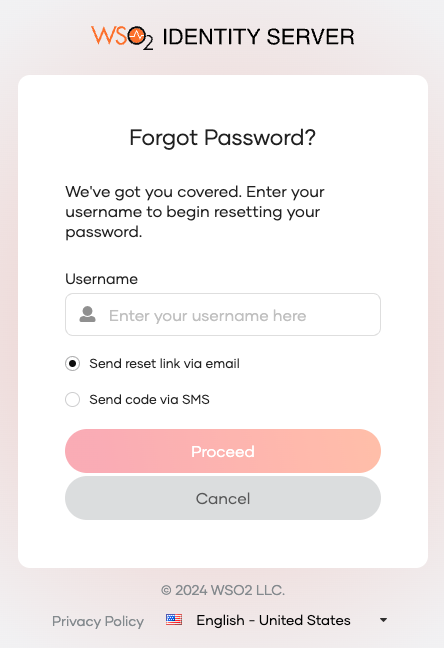 WSO2 IDENTITY SERVER
Forgot Password?
We've got you covered. Enter your
username to begin resetting your
password.
Username
Enter your username here
Send reset link via email
Send code via SMS
Proceed
Cancel
© 2024 WSO2 LLC.
Privacy Policy English - United States